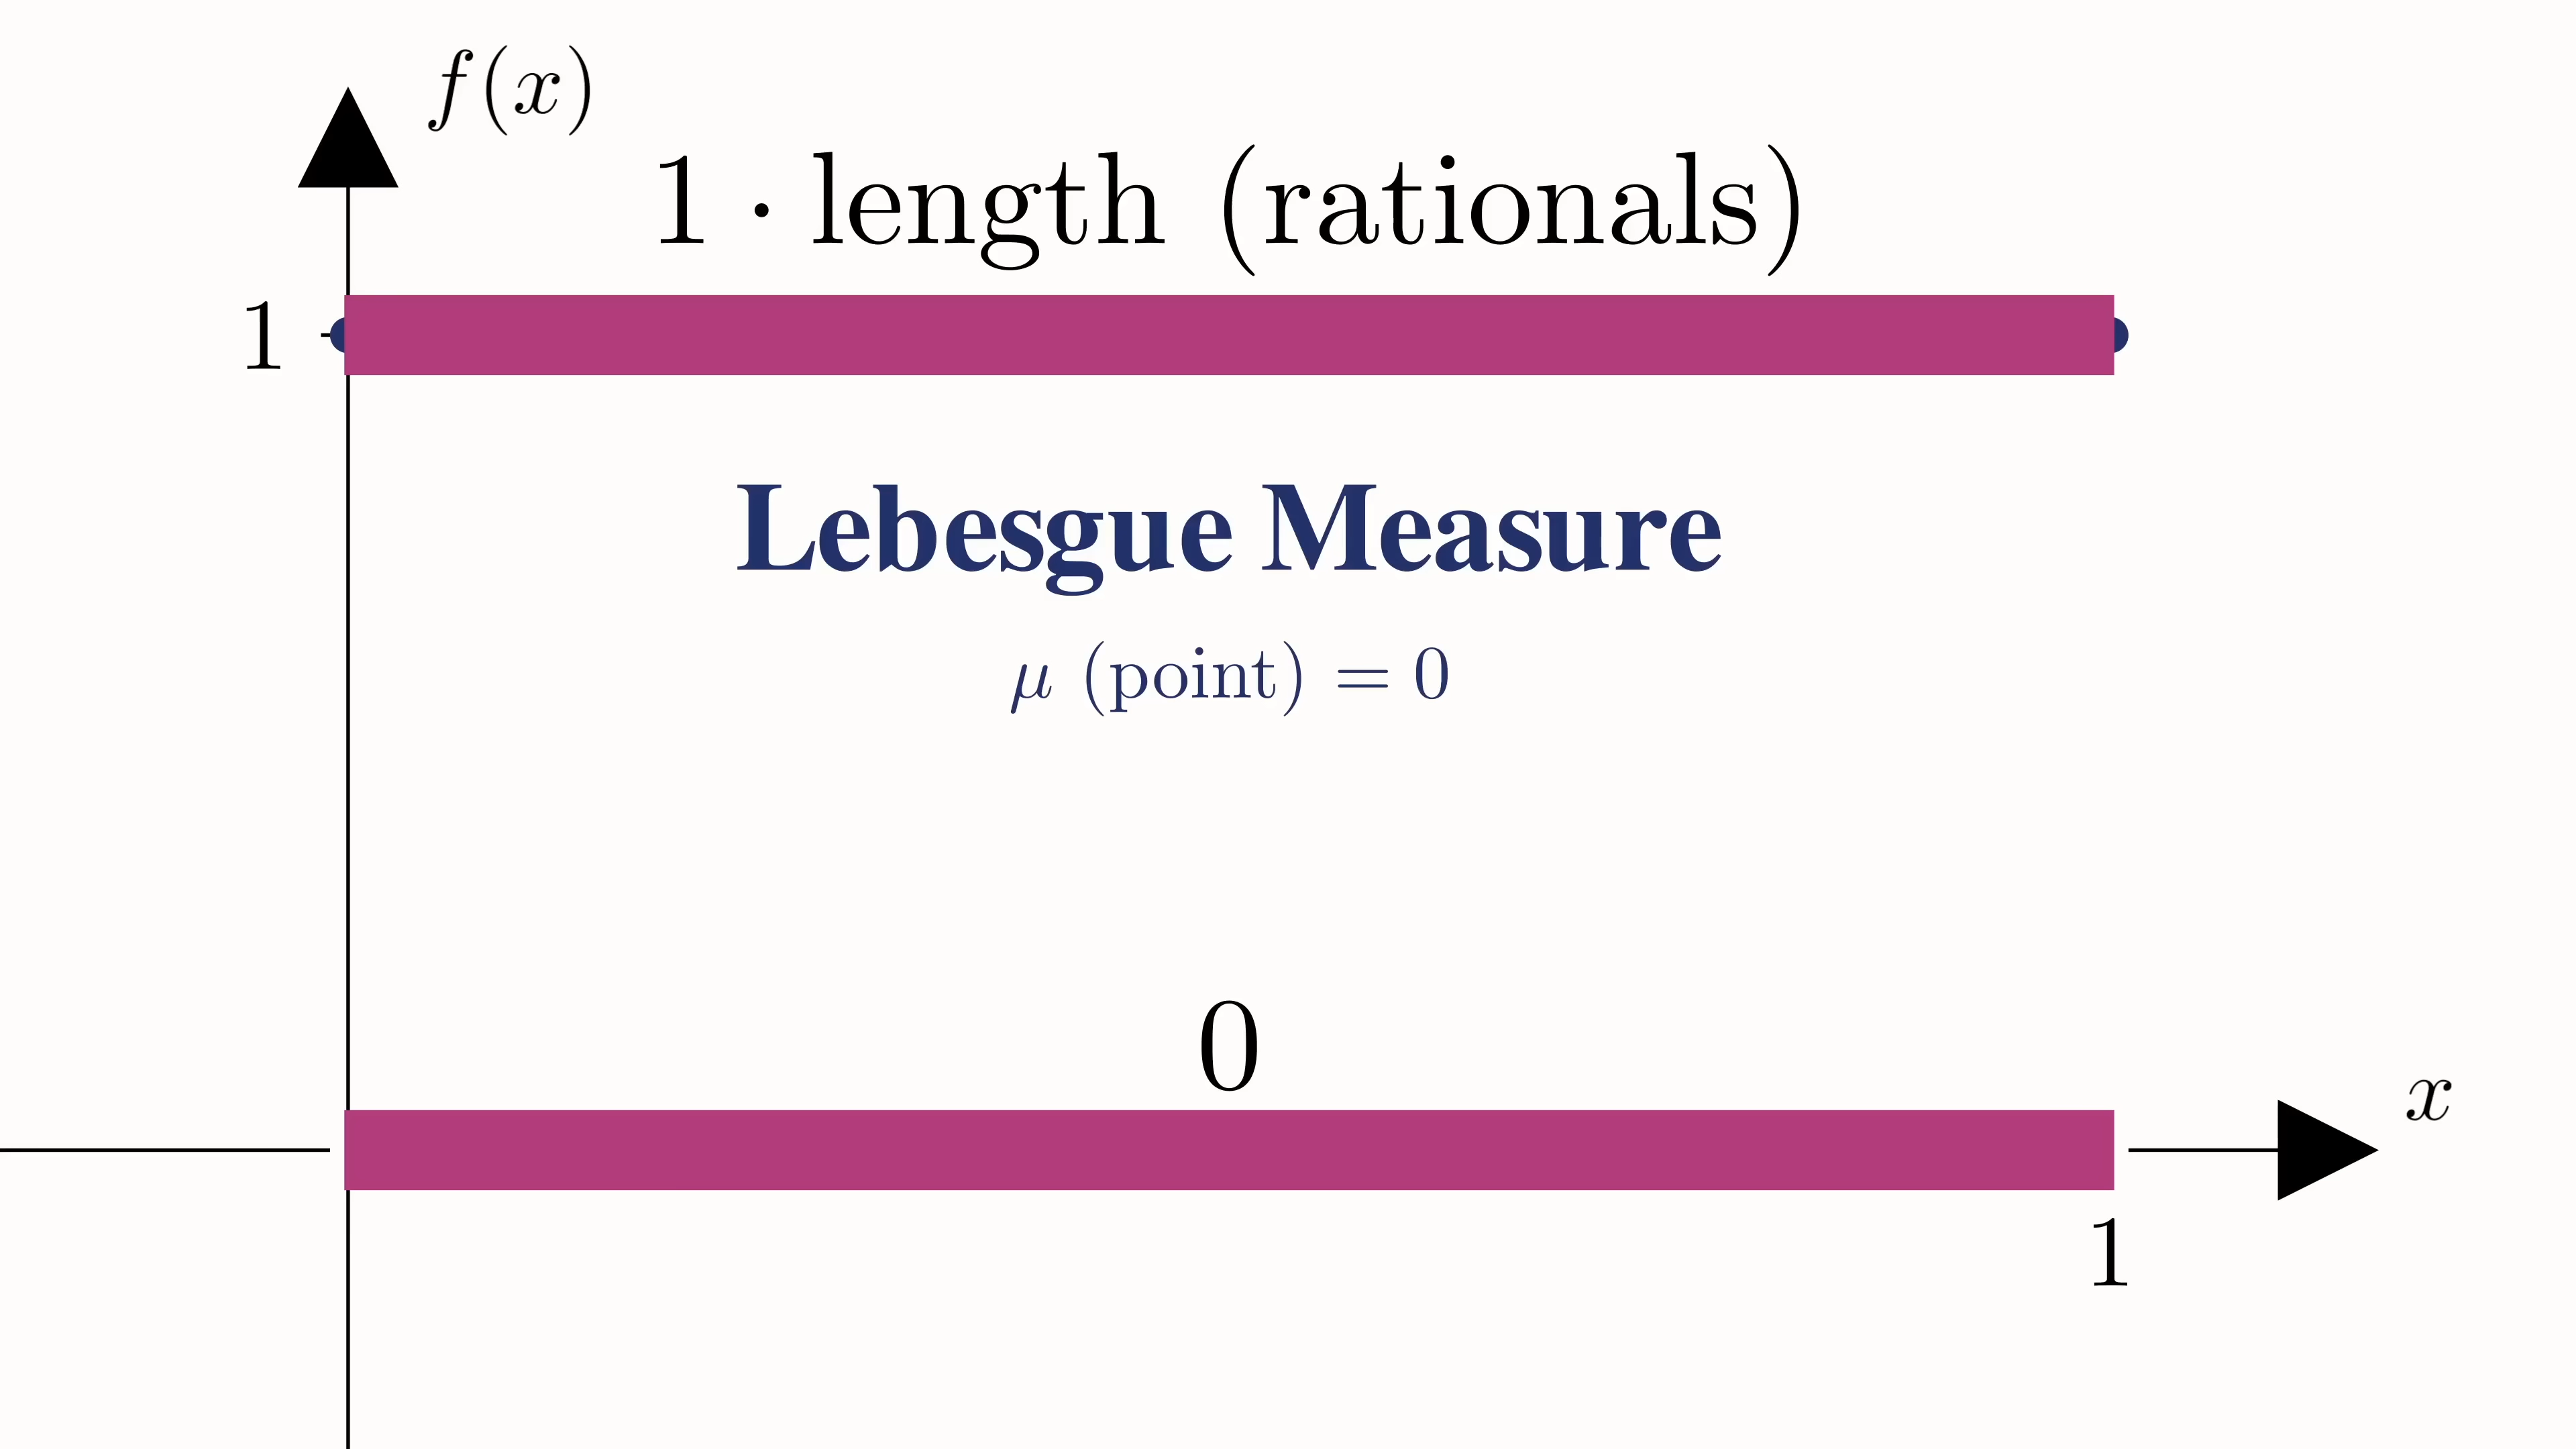 f(x)
1 · length (rationals)
1
Lebesgue Measure
μ (point) = 0
0
x
1